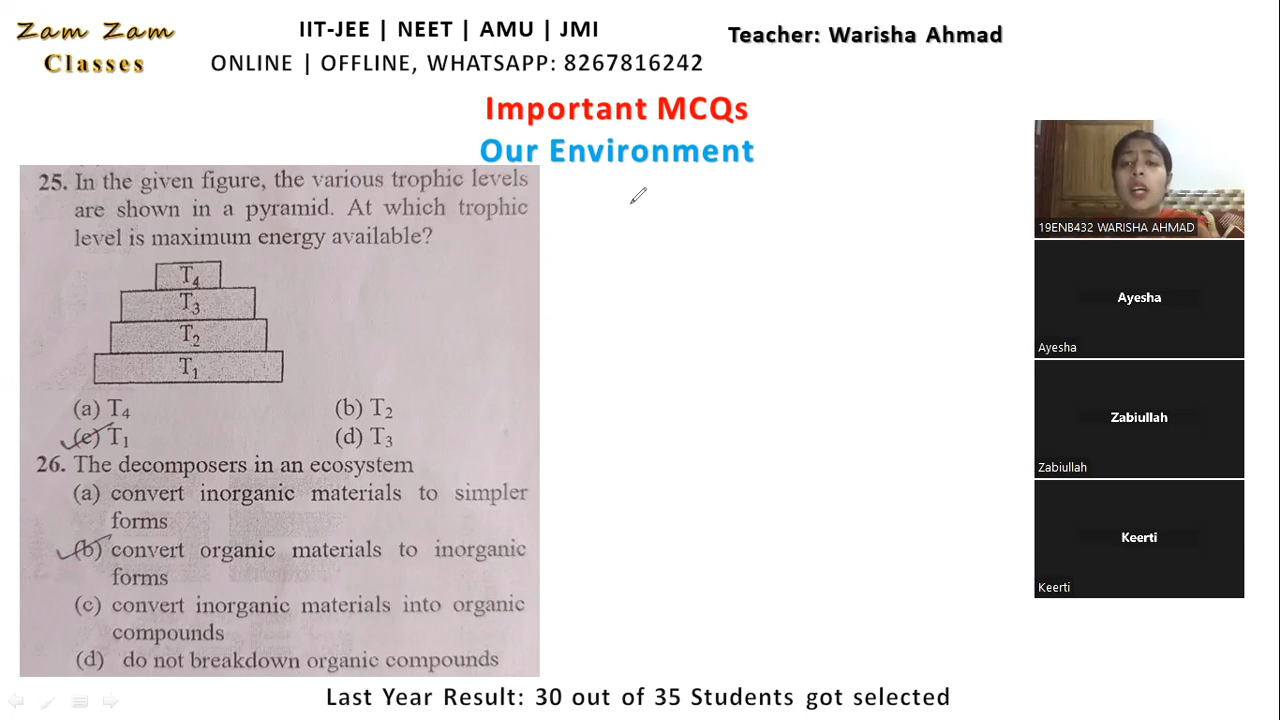 Zam Zam
Classes
IIT-JEE | NEET | AMU | JMI
ONLINE | OFFLINE, WHATSAPP: 8267816242
Teacher: Warisha Ahmad
Important MCQs
Our Environment
25. In the given figure, the various trophic levels
are shown in a pyramid. At which trophic
level is maximum energy available?
T4
T3
T2
T1
(a) T4 (b) T2
(c) T1 (d) T3
26. The decomposers in an ecosystem
(a) convert inorganic materials to simpler
forms
(b) convert organic materials to inorganic
forms
(c) convert inorganic materials into organic
compounds
(d) do not breakdown organic compounds
19ENB432 WARISHA AHMAD
Ayesha
Ayesha
Zabiullah
Zabiullah
Keerti
Keerti
Last Year Result: 30 out of 35 Students got selected